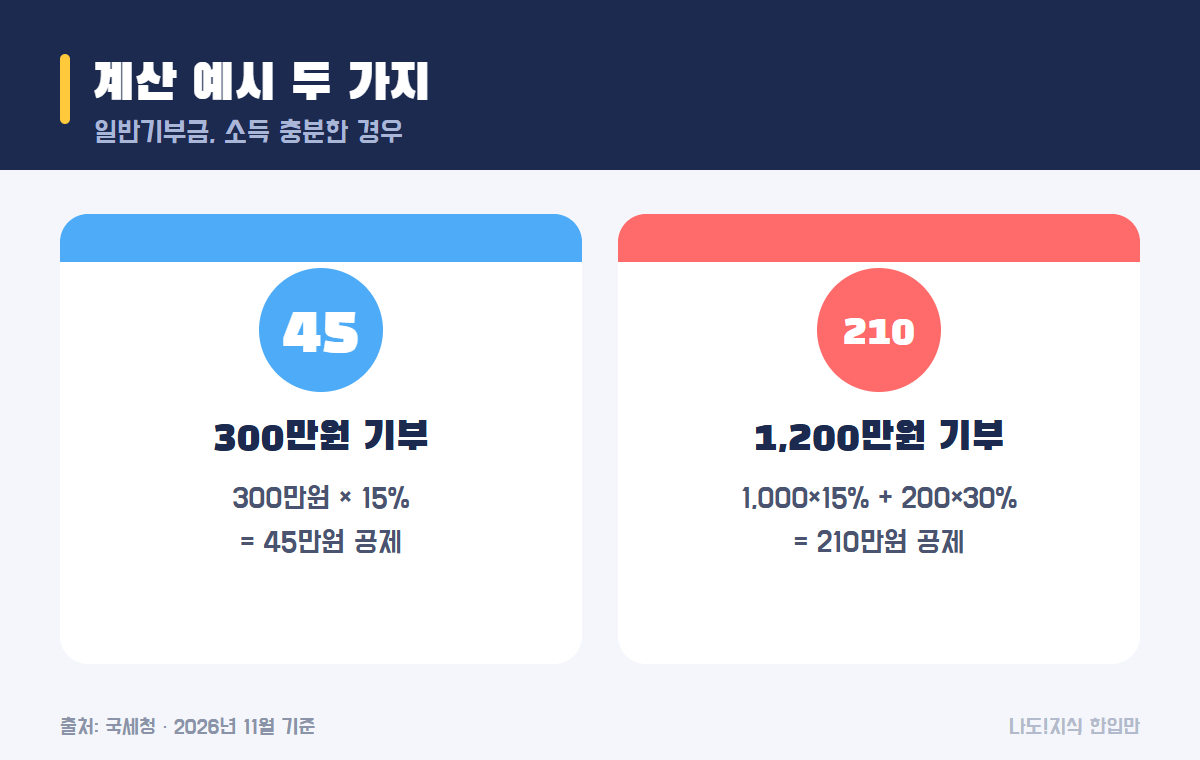 계산 예시 두 가지
일반기부금, 소득 충분한 경우
45
300만원 기부
300만원 × 15%
= 45만원 공제
210
1,200만원 기부
1,000×15% + 200×30%
= 210만원 공제
출처: 국세청 · 2026년 11월 기준
나도!지식 한입만